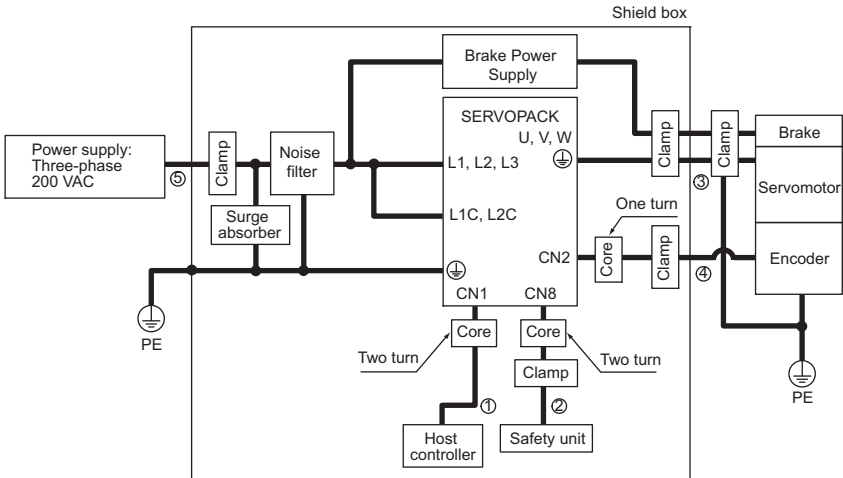 Shield box
Brake Power
Supply
SERVOPACK
U, V, W
Power supply:
Three-phase
200 VAC
⑤
Clamp
Noise
filter
L1, L2, L3
Clamp
Clamp
③
Brake
Servomotor
Surge
absorber
L1C, L2C
One turn
CN2
Core
Clamp
④
Encoder
CN1
CN8
PE
Two turn
Core
Core
Two turn
Clamp
PE
①
②
Host
controller
Safety unit